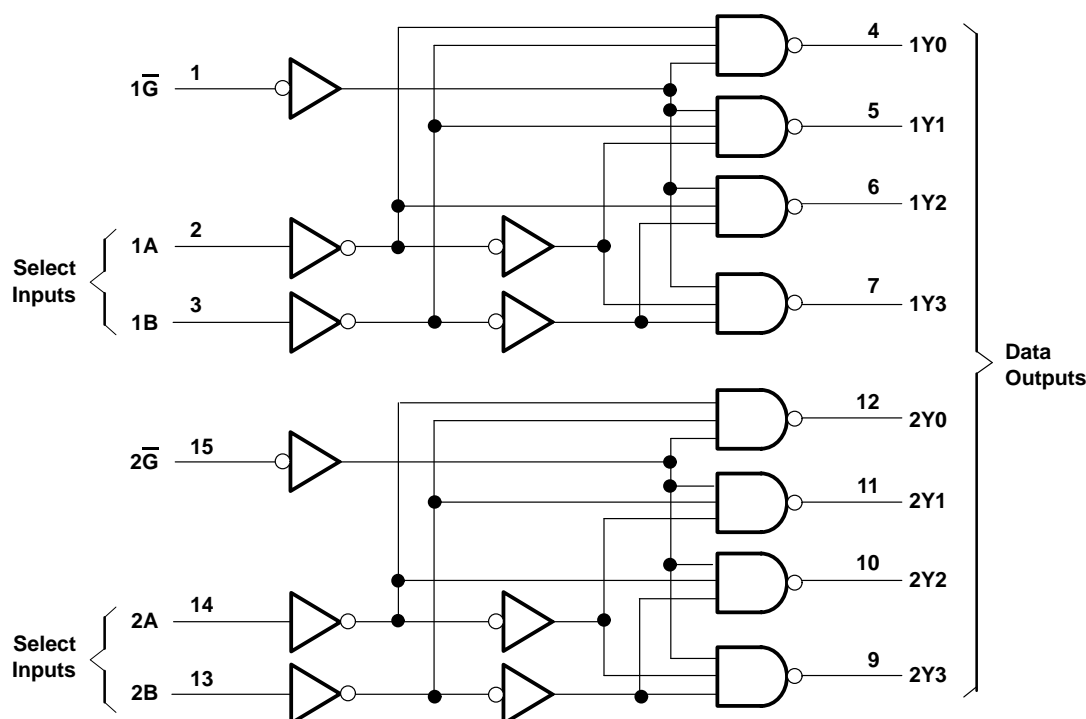 4
1Y0
1G̅
1
5
1Y1
6
1Y2
Select
Inputs
1A
2
1B
3
7
1Y3
Data
Outputs
12
2Y0
2G̅
15
11
2Y1
10
2Y2
Select
Inputs
2A
14
2B
13
9
2Y3